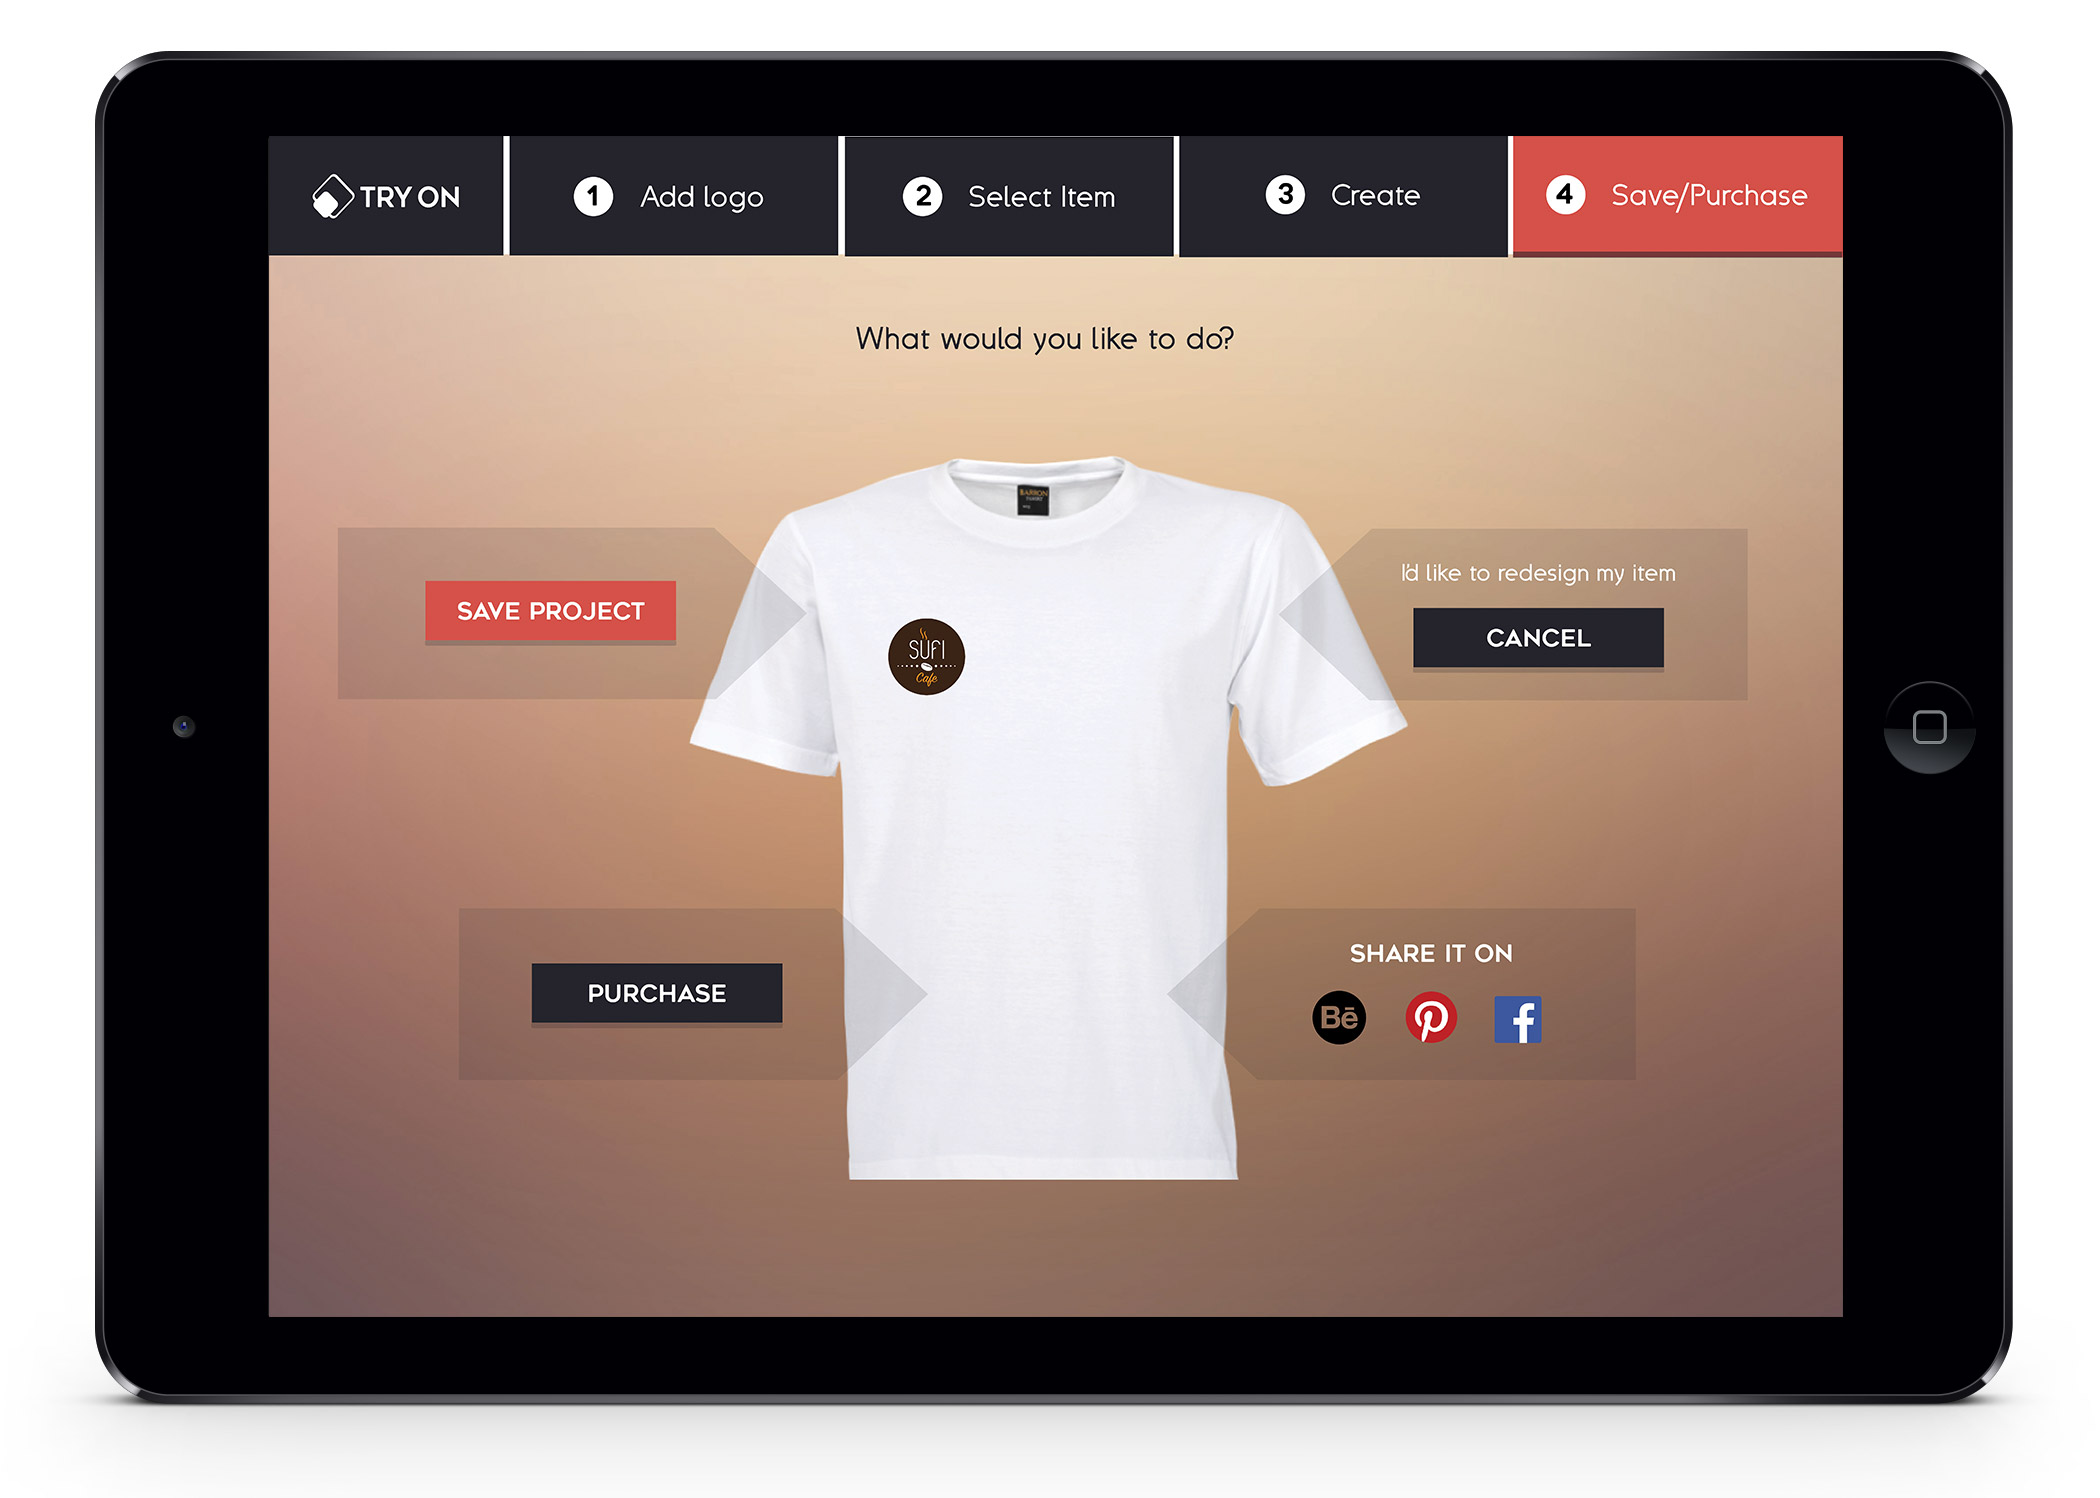 TRY ON
1 Add logo
2 Select Item
3 Create
4 Save/Purchase
What would you like to do?
BARRON
SAVE PROJECT
I'd like to redesign my item
CANCEL
SUFI
Cafe
PURCHASE
SHARE IT ON
Bē